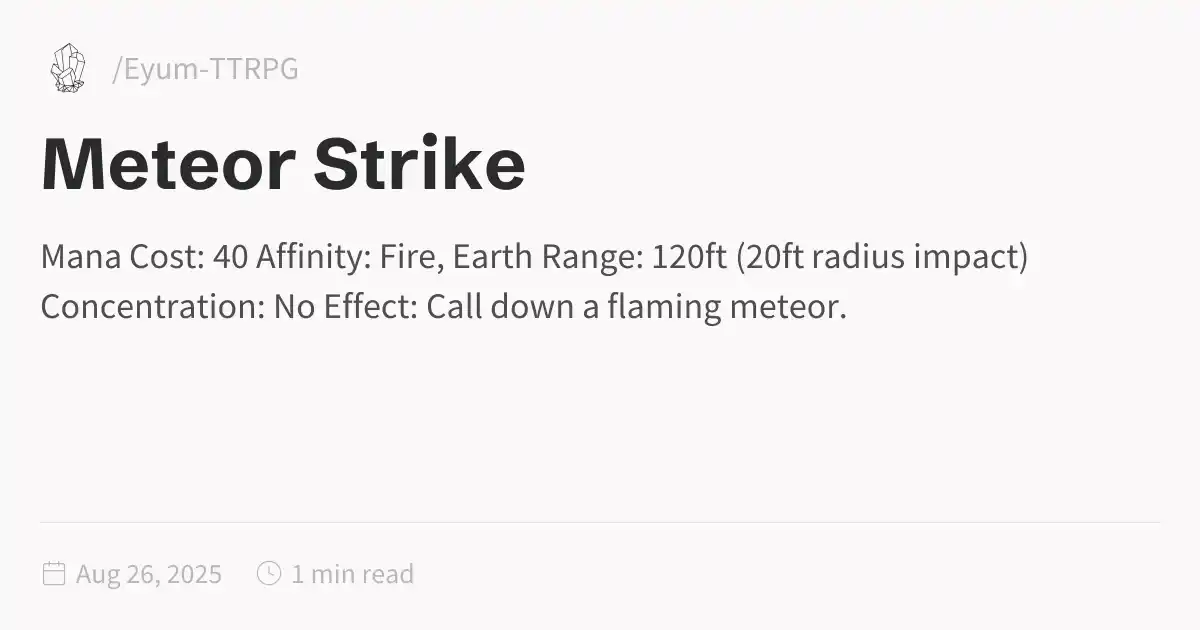 /Eyum-TTRPG
Meteor Strike
Mana Cost: 40 Affinity: Fire, Earth Range: 120ft (20ft radius impact)
Concentration: No Effect: Call down a flaming meteor.
Aug 26, 2025 1 min read